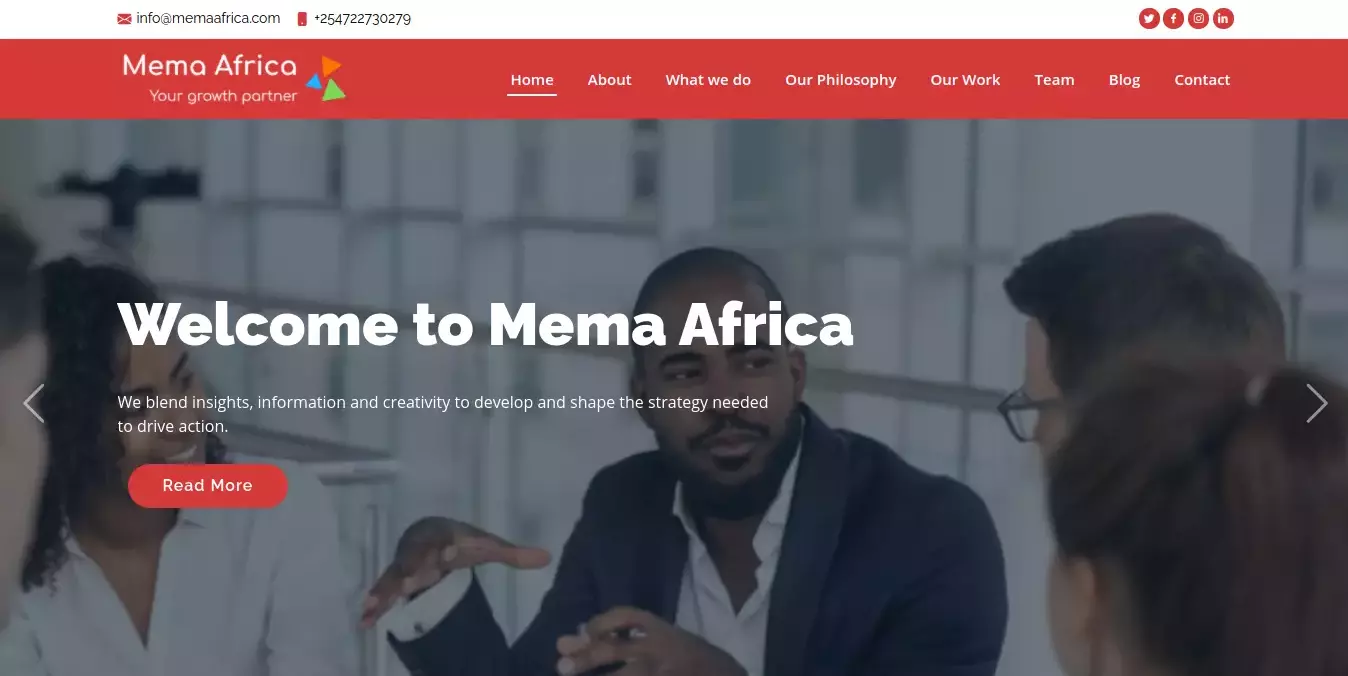 info@memaafrica.com +254722730279
Mema Africa
Your growth partner
Home About What we do Our Philosophy Our Work Team Blog Contact
Welcome to Mema Africa
We blend insights, information and creativity to develop and shape the strategy needed
to drive action.
Read More